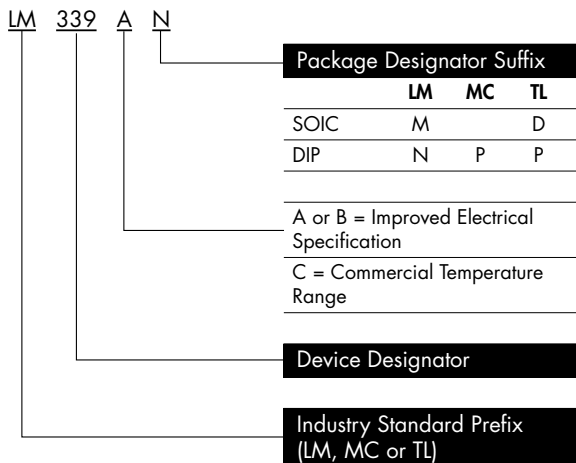 LM 339 A N
Package Designator Suffix
LM MC TL
SOIC M D
DIP N P P
A or B = Improved Electrical
Specification
C = Commercial Temperature
Range
Device Designator
Industry Standard Prefix
(LM, MC or TL)